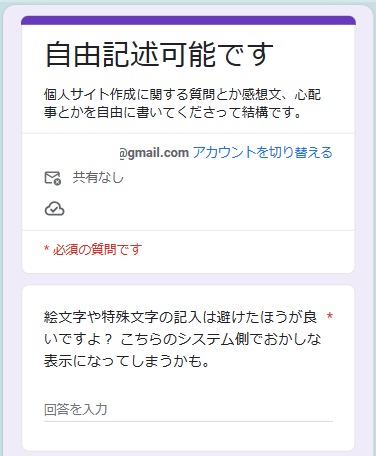 自由記述可能です
個人サイト作成に関する質問とか感想文、心配
事とかを自由に書いてくださって結構です。
@gmail.com アカウントを切り替える
共有なし
* 必須の質問です
絵文字や特殊文字の記入は避けたほうが良 *
いですよ? こちらのシステム側でおかしな
表示になってしまうかも。
回答を入力